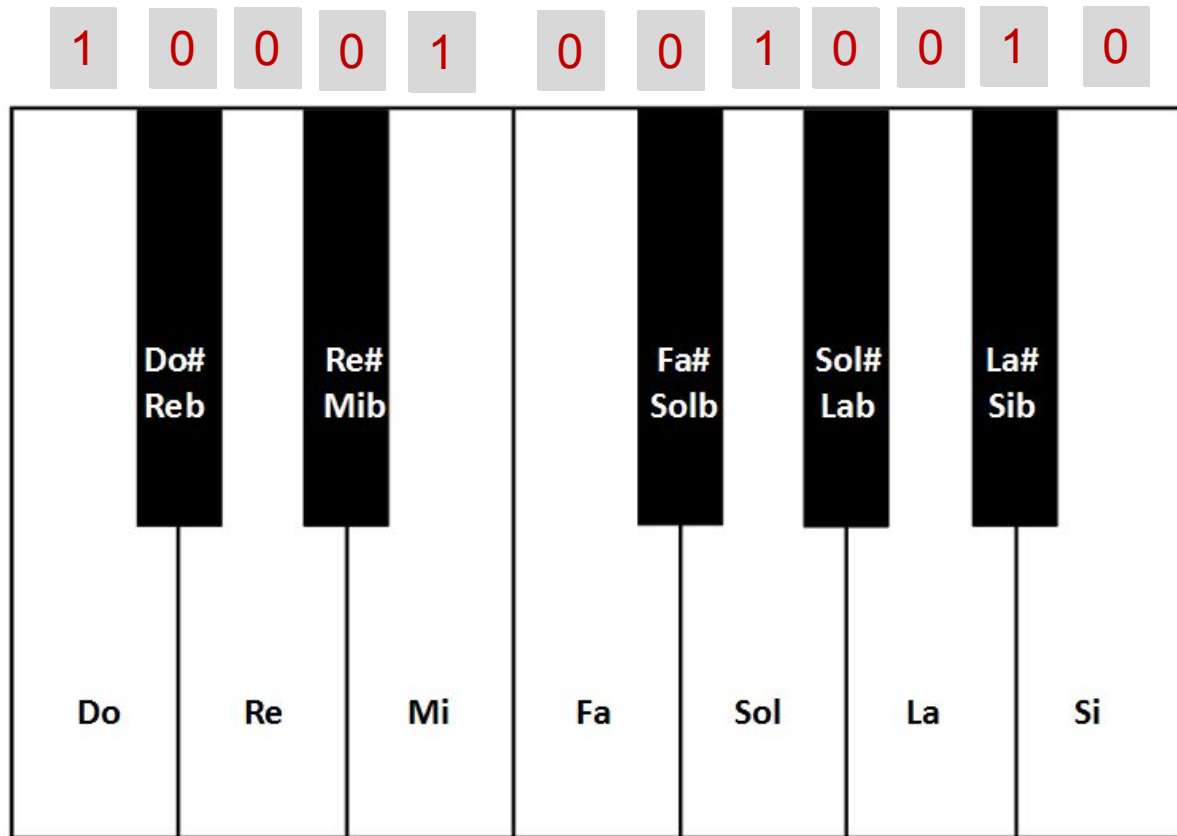 1 0 0 0 1 0 0 1 0 0 1 0
Do# Re# Fa# Sol# La#
Reb Mib Solb Lab Sib
Do Re Mi Fa Sol La Si